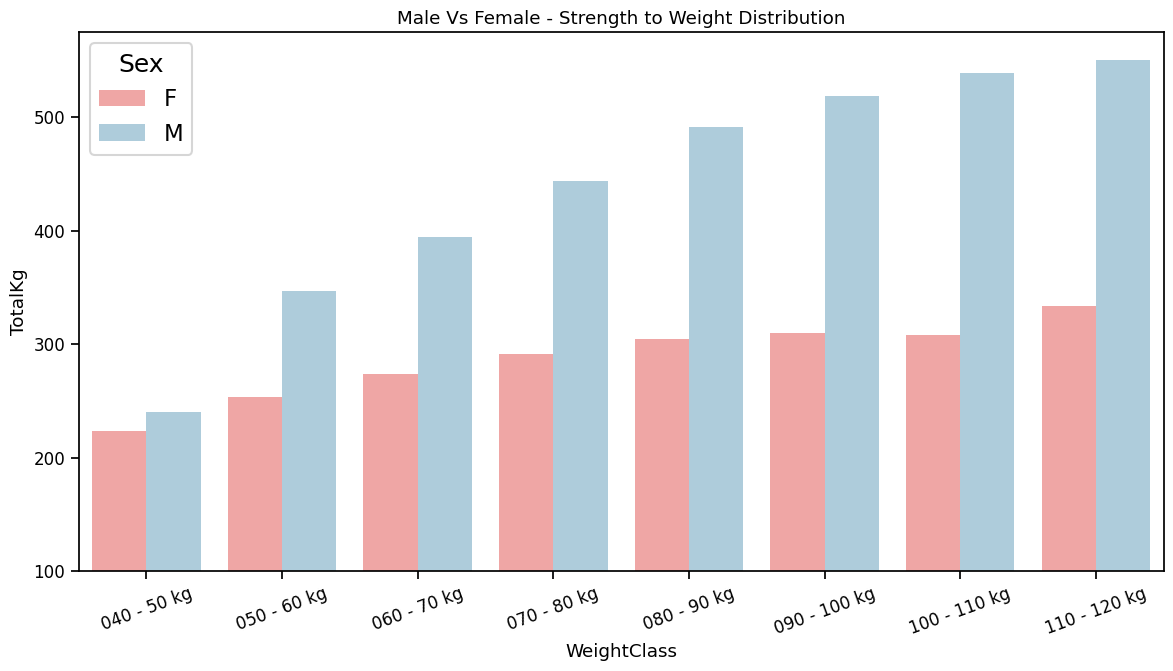 Male Vs Female - Strength to Weight Distribution
Sex
F
M
TotalKg
500
400
300
200
100
040 - 50 kg
050 - 60 kg
060 - 70 kg
070 - 80 kg
080 - 90 kg
090 - 100 kg
100 - 110 kg
110 - 120 kg
WeightClass